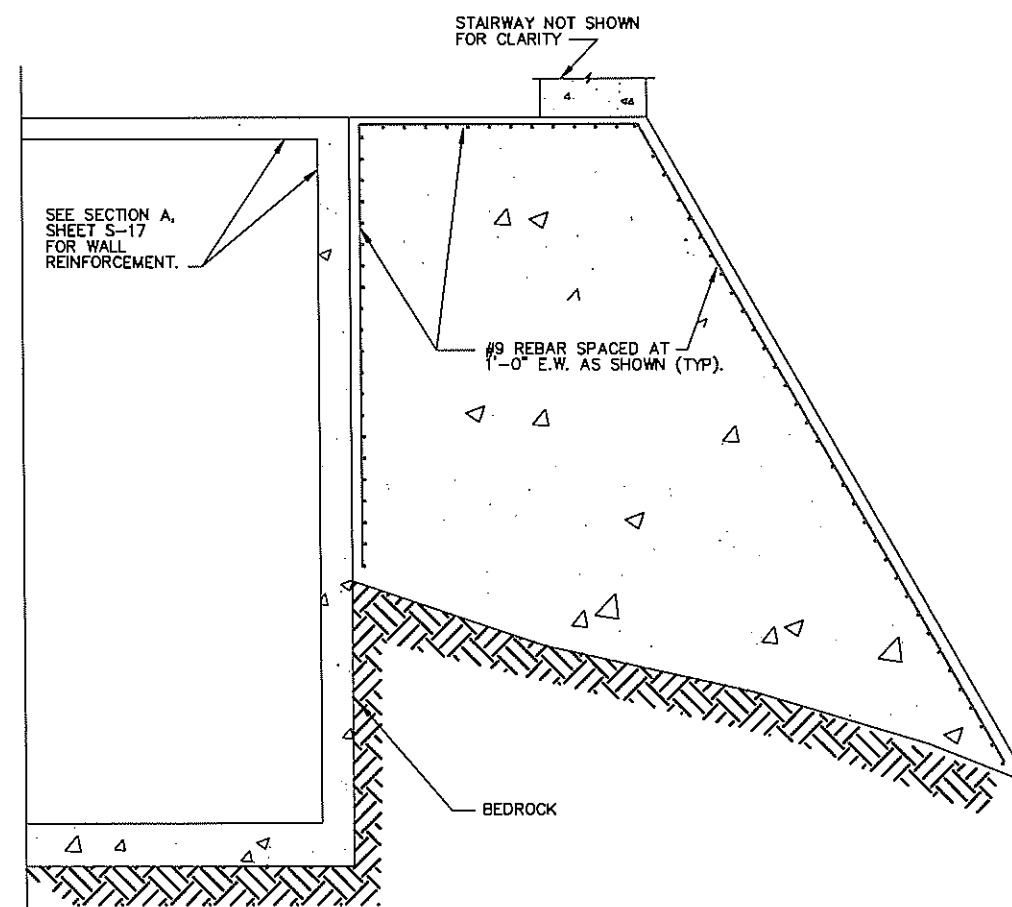 STAIRWAY NOT SHOWN
FOR CLARITY
SEE SECTION A,
SHEET S-17
FOR WALL
REINFORCEMENT.
#9 REBAR SPACED AT
1'-0" E.W. AS SHOWN (TYP).
BEDROCK